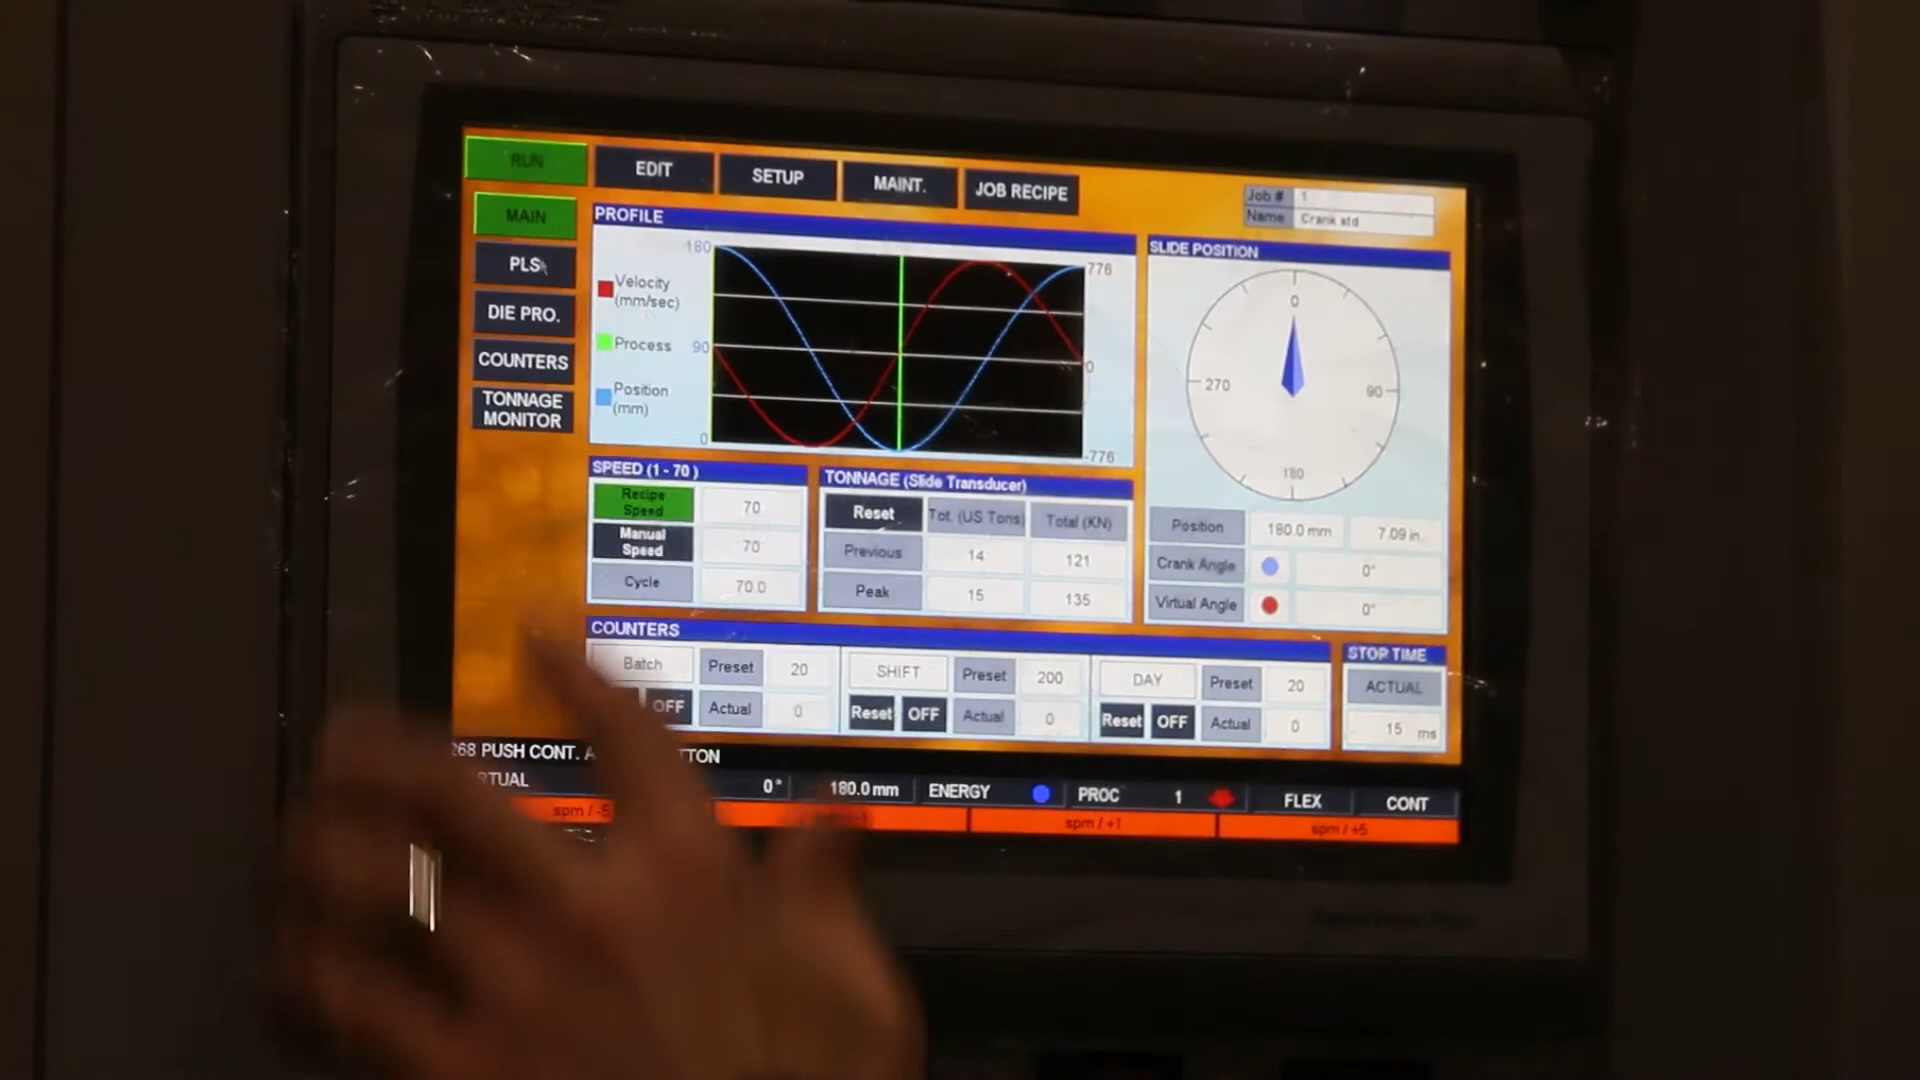 RUN EDIT SETUP MAINT. JOB RECIPE
Job # 1
Name Crank std
MAIN
PLS
DIE PRO.
COUNTERS
TONNAGE
MONITOR
PROFILE
Velocity
(mm/sec)
Process
Position
(mm)
180
90
0
776
0
-776
SLIDE POSITION
0
90
180
270
Position 180.0 mm 7.09 in.
Crank Angle 0°
Virtual Angle 0°
SPEED (1 - 70 )
Recipe
Speed 70
Manual
Speed 70
Cycle 70.0
TONNAGE (Slide Transducer)
Reset Tot. (US Tons) Total (KN)
Previous 14 121
Peak 15 135
COUNTERS
Batch Preset 20
OFF Actual 0
SHIFT Preset 200
Reset OFF Actual 0
DAY Preset 20
Reset OFF Actual 0
STOP TIME
ACTUAL
15 ms
268 PUSH CONT.
0° 180.0 mm ENERGY PROC 1 FLEX CONT
spm / -5 spm / +1 spm / +5